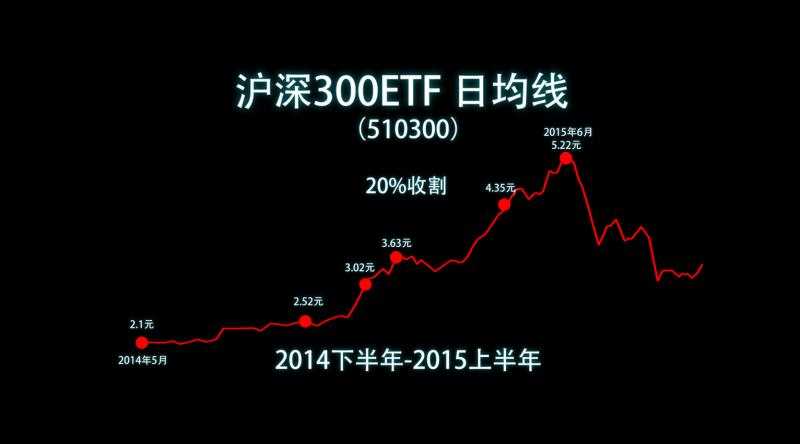 沪深300ETF 日均线
(510300)
2015年6月
5.22元
20%收割
4.35元
3.63元
3.02元
2.52元
2.1元
2014年5月
2014下半年-2015上半年